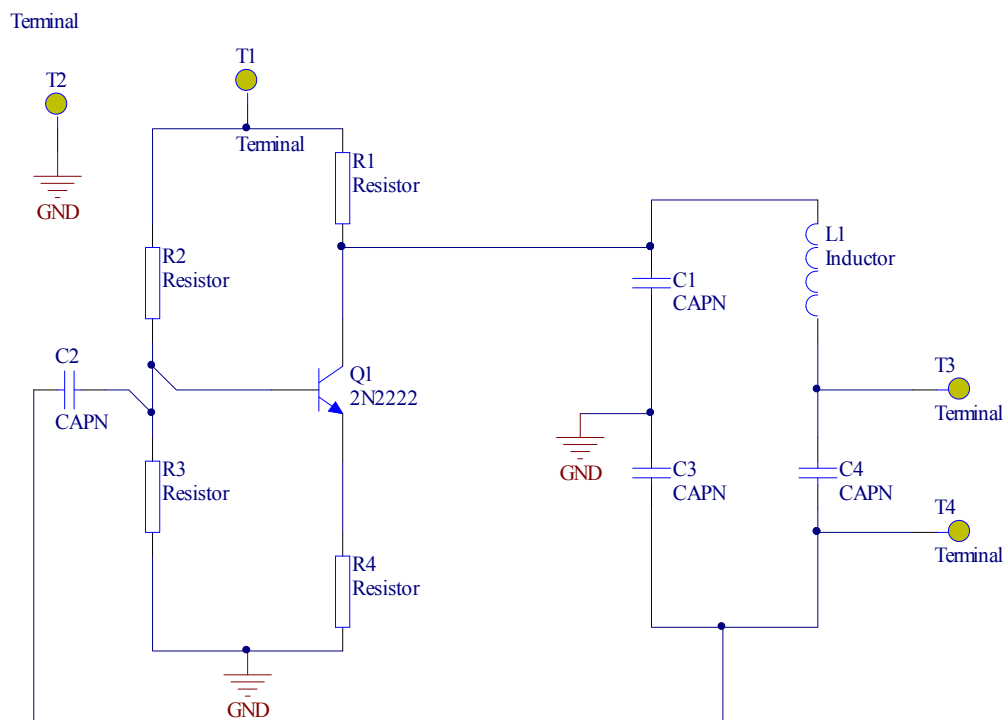 Terminal
T2
GND
T1
Terminal
R1
Resistor
R2
Resistor
C2
CAPN
Q1
2N2222
R3
Resistor
R4
Resistor
GND
L1
Inductor
C1
CAPN
GND
C3
CAPN
C4
CAPN
T3
Terminal
T4
Terminal